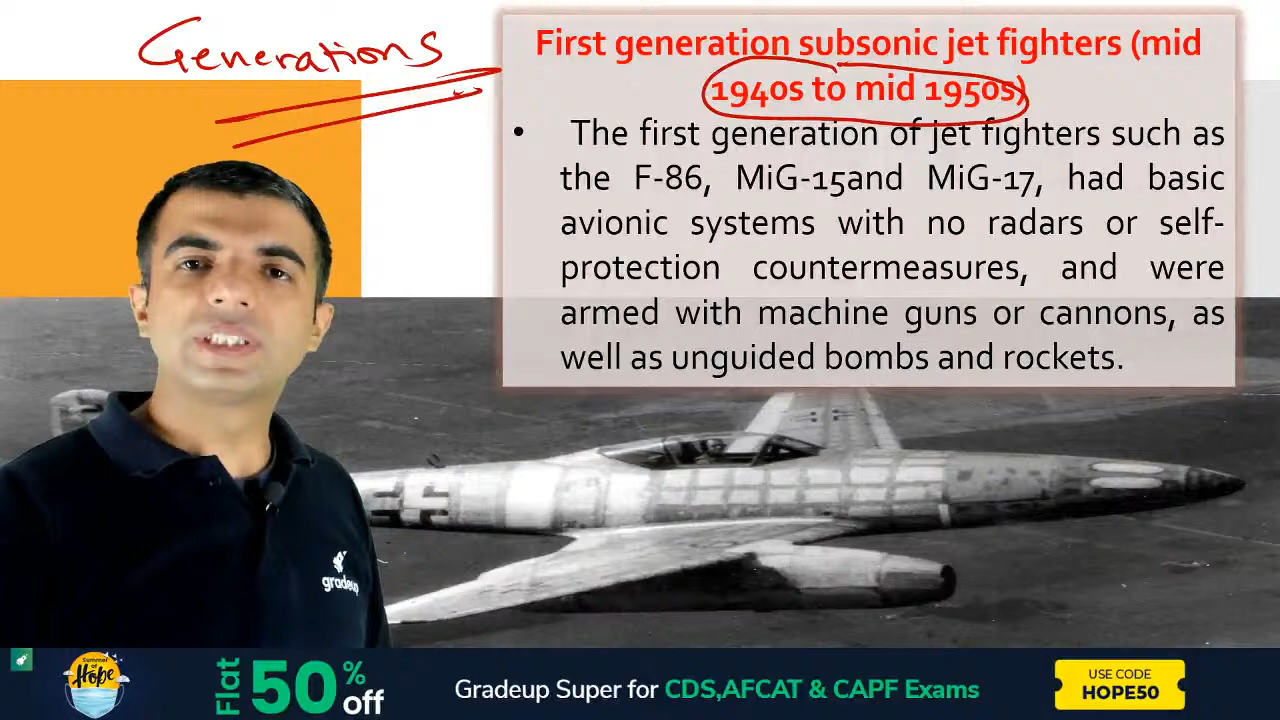 Generations
First generation subsonic jet fighters (mid
1940s to mid 1950s)
• The first generation of jet fighters such as
the F-86, MiG-15and MiG-17, had basic
avionic systems with no radars or self-
protection countermeasures, and were
armed with machine guns or cannons, as
well as unguided bombs and rockets.
gradeup
Summer
of
Hope
Flat
50%
off
Gradeup Super for CDS,AFCAT & CAPF Exams
USE CODE
HOPE50